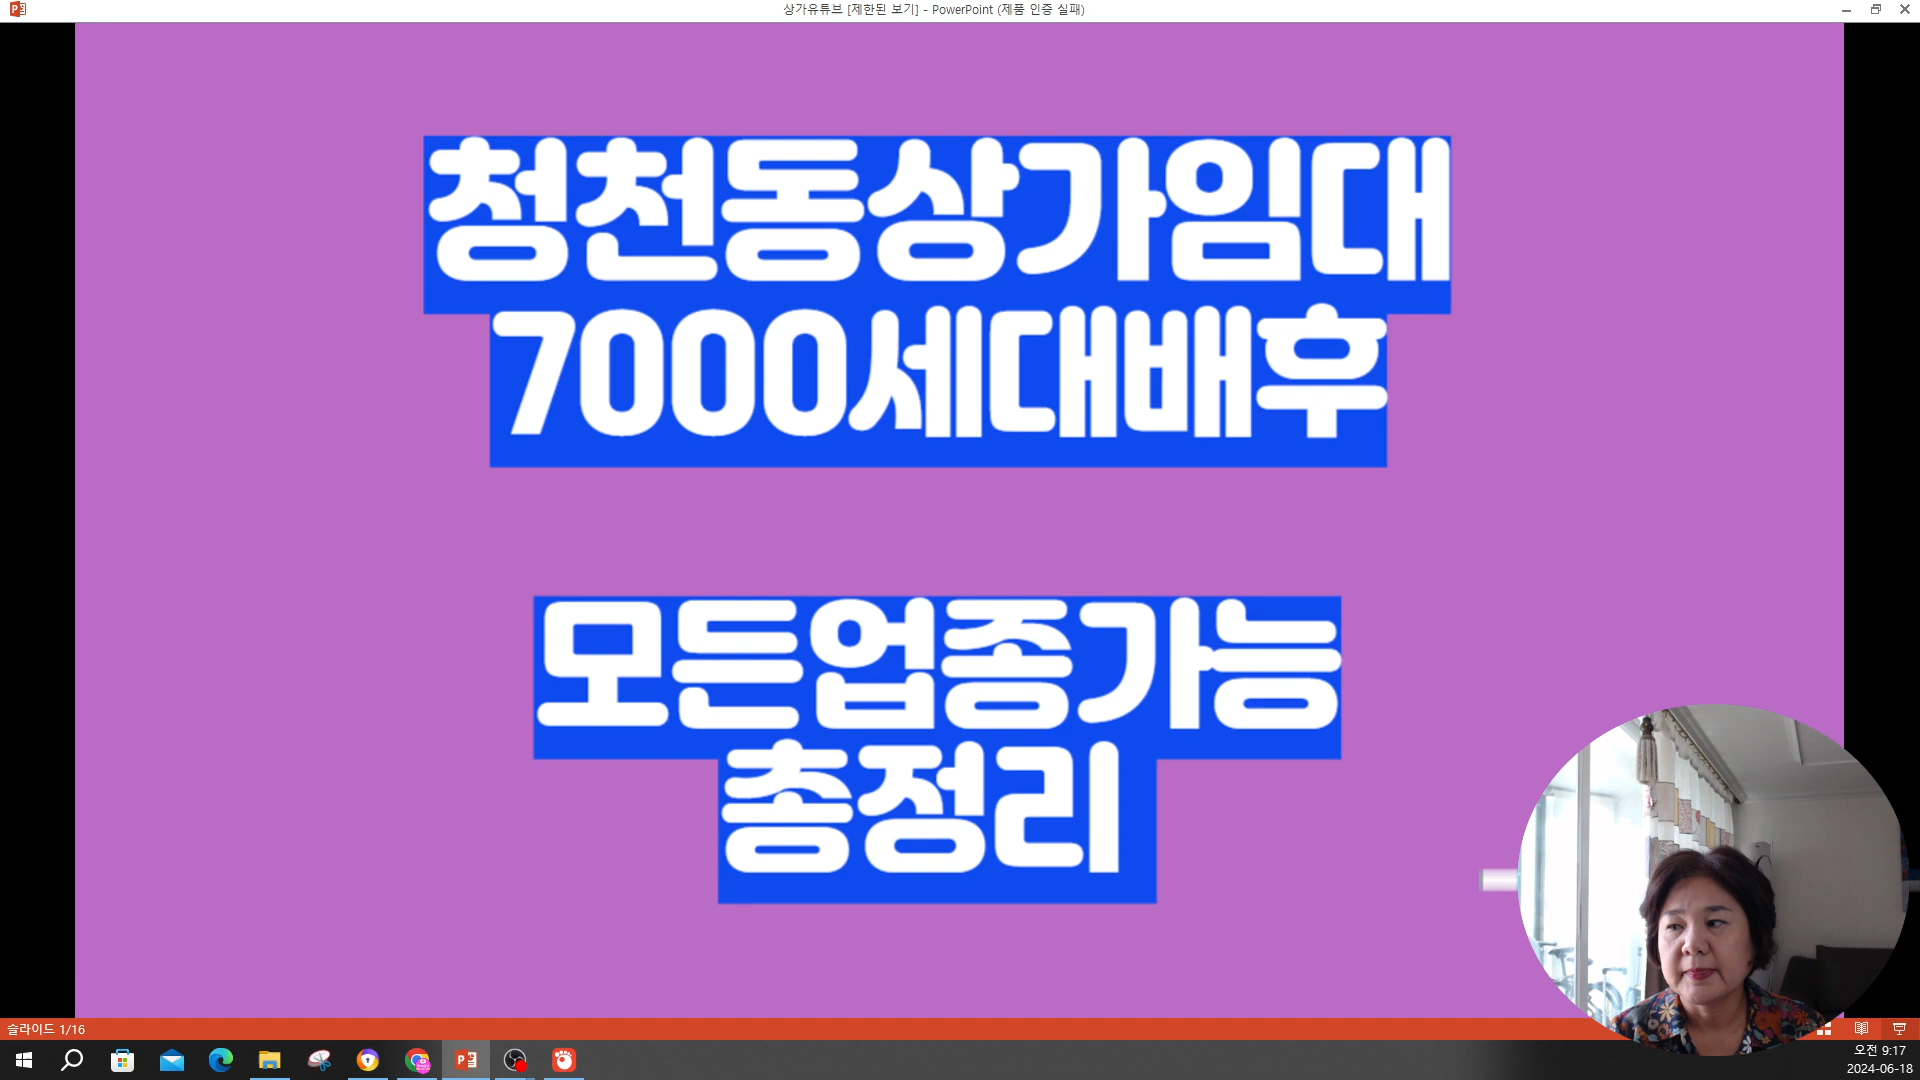 상가유튜브 [제한된 보기] - PowerPoint (제품 인증 실패)
청천동상가임대
7000세대배후
모든업종가능
총정리
슬라이드 1/16
오전 9:17
2024-06-18